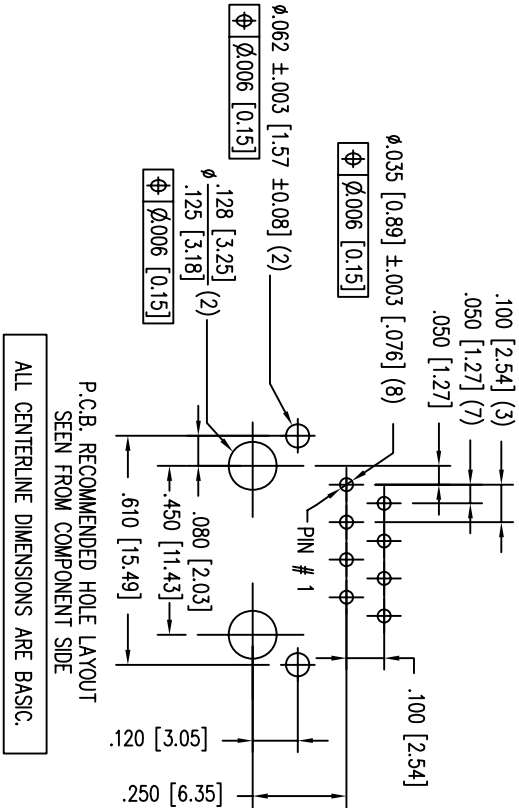 .100 [2.54] (3)
.050 [1.27] (7)
.050 [1.27]
ø.035 [0.89] ±.003 [.076] (8)
⌖ Ø.006 [0.15]
ø.062 ±.003 [1.57 ±0.08] (2)
⌖ Ø.006 [0.15]
ø .128 [3.25]
.125 [3.18] (2)
⌖ Ø.006 [0.15]
PIN # 1
.100 [2.54]
.080 [2.03]
.450 [11.43]
.610 [15.49]
.120 [3.05]
.250 [6.35]
P.C.B. RECOMMENDED HOLE LAYOUT
SEEN FROM COMPONENT SIDE
ALL CENTERLINE DIMENSIONS ARE BASIC.